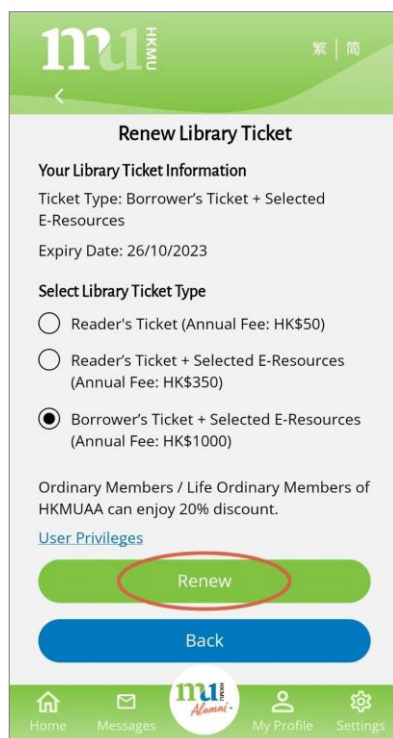 mu HKMU
繁 | 简
Renew Library Ticket
Your Library Ticket Information
Ticket Type: Borrower's Ticket + Selected
E-Resources
Expiry Date: 26/10/2023
Select Library Ticket Type
Reader's Ticket (Annual Fee: HK$50)
Reader's Ticket + Selected E-Resources
(Annual Fee: HK$350)
Borrower's Ticket + Selected E-Resources
(Annual Fee: HK$1000)
Ordinary Members / Life Ordinary Members of
HKMUAA can enjoy 20% discount.
User Privileges
Renew
Back
mu HKMU
Alumni
Home Messages My Profile Settings